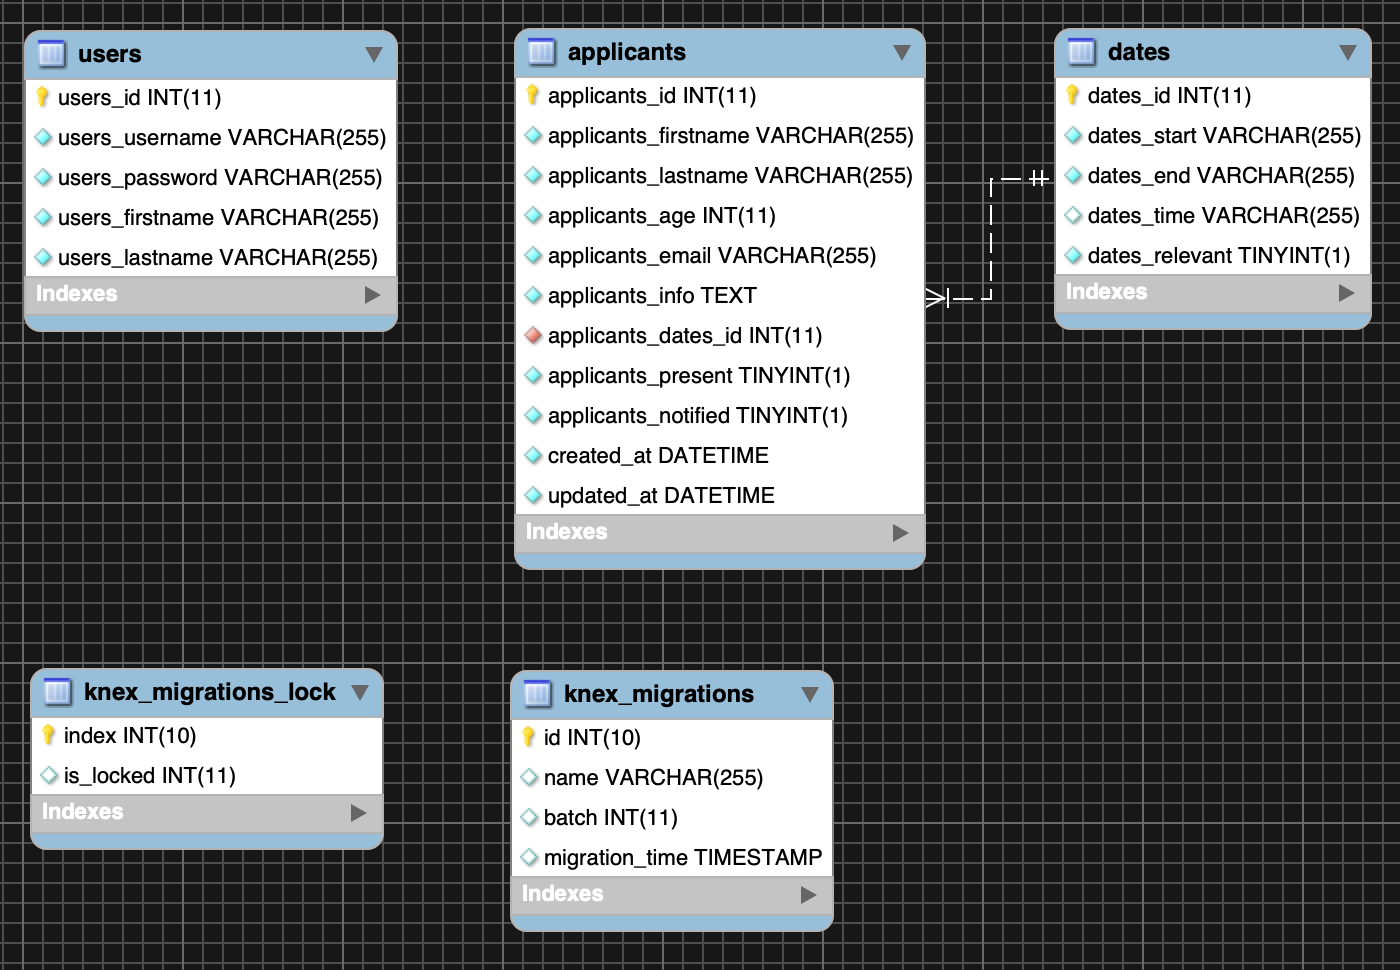 users
users_id INT(11)
users_username VARCHAR(255)
users_password VARCHAR(255)
users_firstname VARCHAR(255)
users_lastname VARCHAR(255)
Indexes
applicants
applicants_id INT(11)
applicants_firstname VARCHAR(255)
applicants_lastname VARCHAR(255)
applicants_age INT(11)
applicants_email VARCHAR(255)
applicants_info TEXT
applicants_dates_id INT(11)
applicants_present TINYINT(1)
applicants_notified TINYINT(1)
created_at DATETIME
updated_at DATETIME
Indexes
dates
dates_id INT(11)
dates_start VARCHAR(255)
dates_end VARCHAR(255)
dates_time VARCHAR(255)
dates_relevant TINYINT(1)
Indexes
knex_migrations_lock
index INT(10)
is_locked INT(11)
Indexes
knex_migrations
id INT(10)
name VARCHAR(255)
batch INT(11)
migration_time TIMESTAMP
Indexes